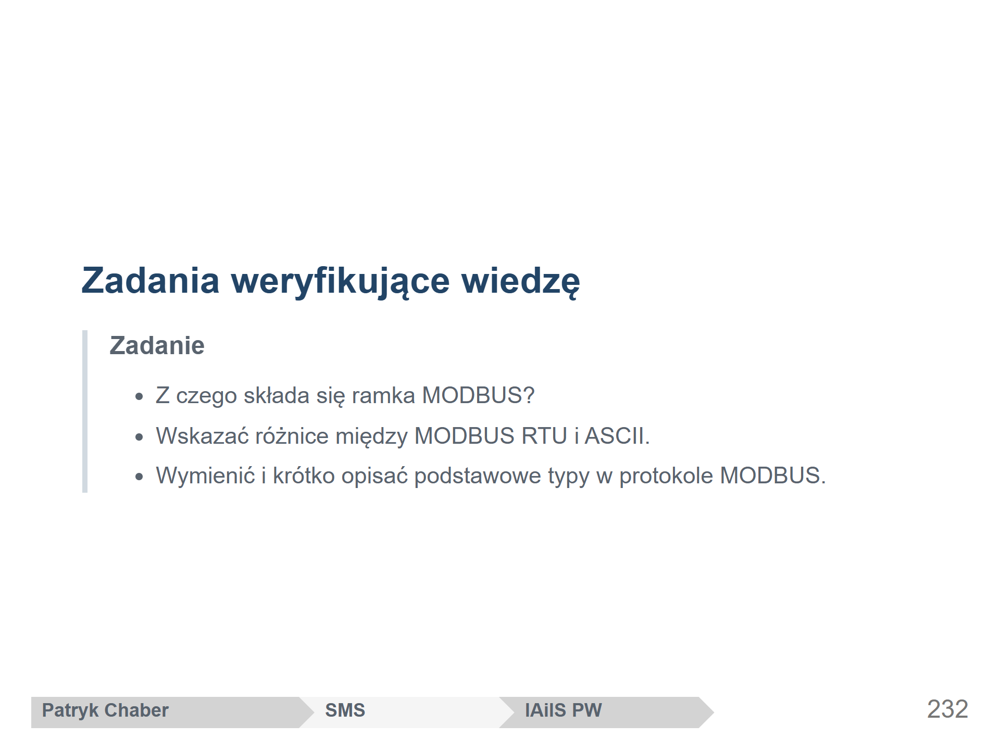 Zadania weryfikujące wiedzę
Zadanie
• Z czego składa się ramka MODBUS?
• Wskazać różnice między MODBUS RTU i ASCII.
• Wymienić i krótko opisać podstawowe typy w protokole MODBUS.
Patryk Chaber SMS IAiIS PW 232